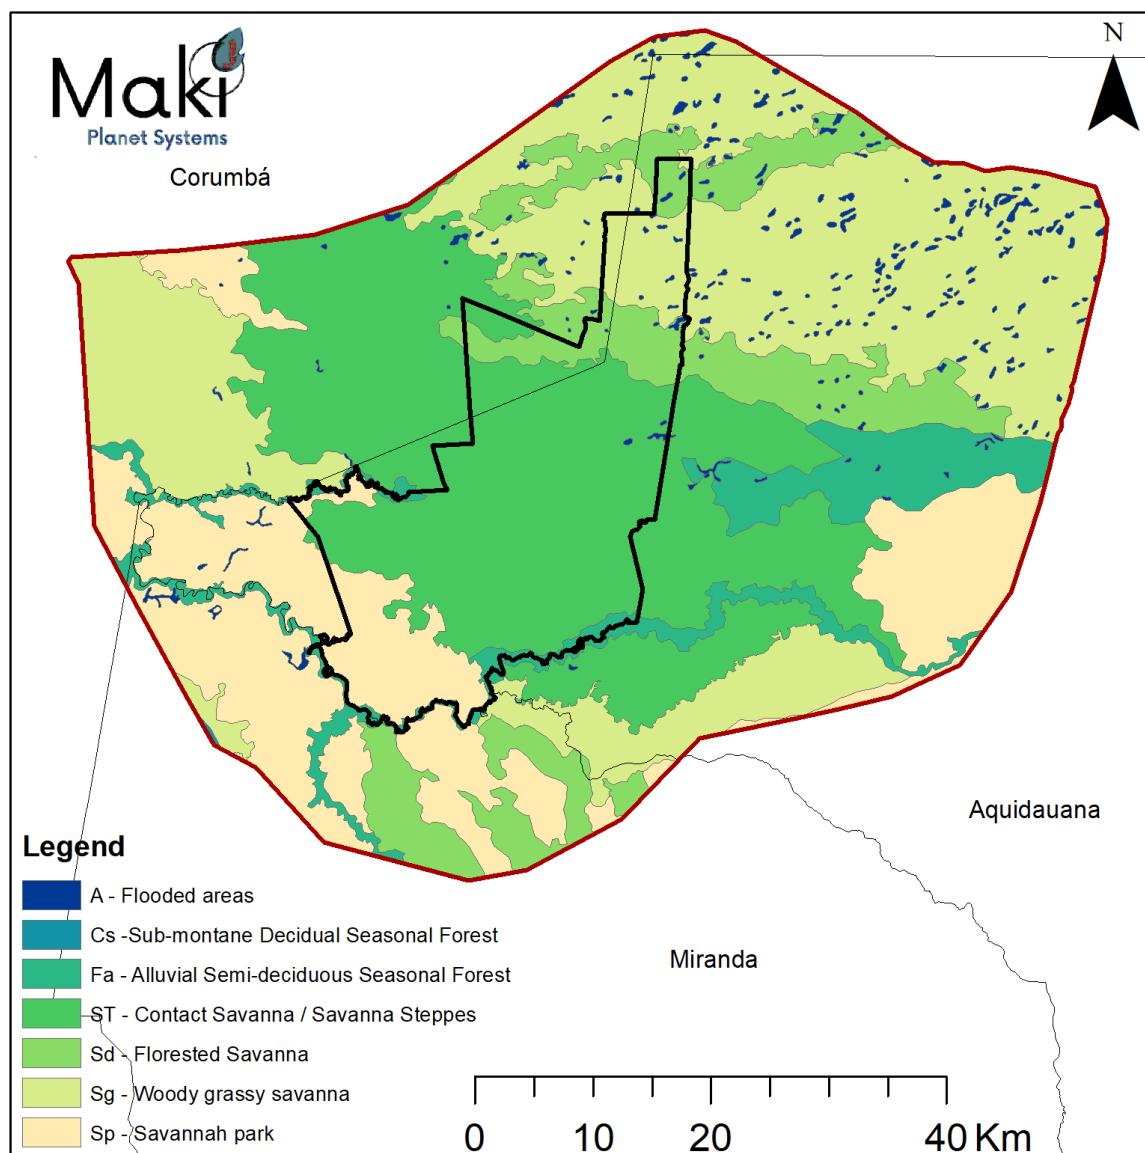 N
Maki
Planet Systems
Corumbá
Aquidauana
Miranda
Legend
A - Flooded areas
Cs -Sub-montane Decidual Seasonal Forest
Fa - Alluvial Semi-deciduous Seasonal Forest
ST - Contact Savanna / Savanna Steppes
Sd - Florested Savanna
Sg - Woody grassy savanna
Sp - Savannah park
0 10 20 40 Km